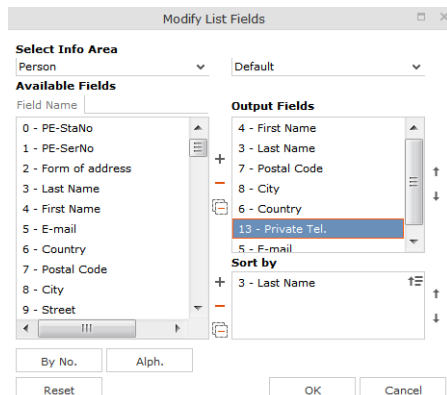 Modify List Fields
Select Info Area
Person
Default
Available Fields
Field Name
0 - PE-StaNo
1 - PE-SerNo
2 - Form of address
3 - Last Name
4 - First Name
5 - E-mail
6 - Country
7 - Postal Code
8 - City
9 - Street
Output Fields
4 - First Name
3 - Last Name
7 - Postal Code
8 - City
6 - Country
13 - Private Tel.
5 - E-mail
Sort by
3 - Last Name
By No.
Alph.
Reset
OK
Cancel